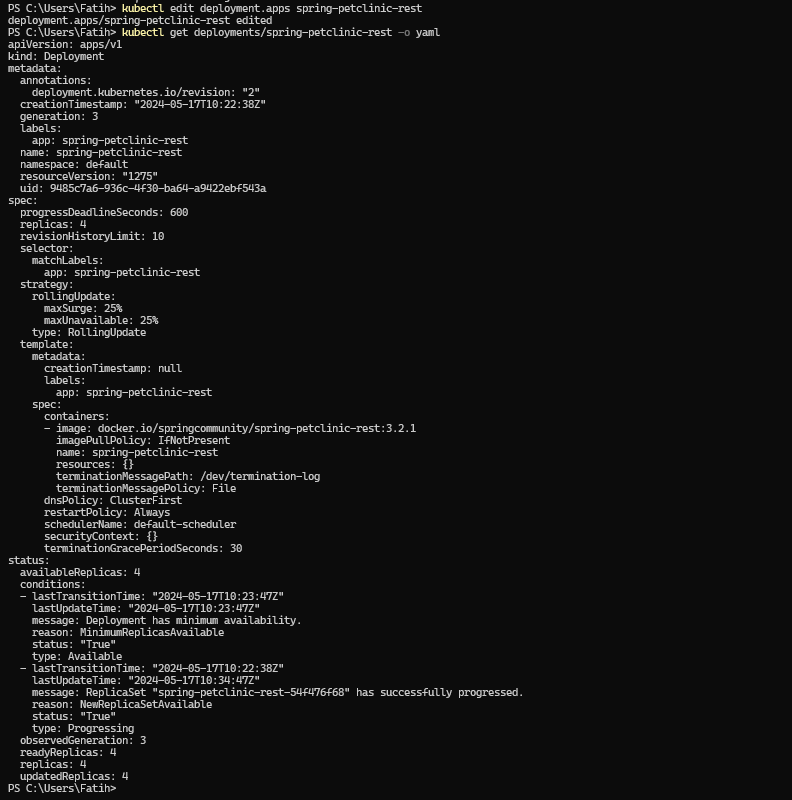 PS C:\Users\Fatih> kubectl edit deployment.apps spring-petclinic-rest
deployment.apps/spring-petclinic-rest edited
PS C:\Users\Fatih> kubectl get deployments/spring-petclinic-rest -o yaml
apiVersion: apps/v1
kind: Deployment
metadata:
  annotations:
    deployment.kubernetes.io/revision: "2"
  creationTimestamp: "2024-05-17T10:22:38Z"
  generation: 3
  labels:
    app: spring-petclinic-rest
  name: spring-petclinic-rest
  namespace: default
  resourceVersion: "1275"
  uid: 9485c7a6-936c-4f30-ba64-a9422ebf543a
spec:
  progressDeadlineSeconds: 600
  replicas: 4
  revisionHistoryLimit: 10
  selector:
    matchLabels:
      app: spring-petclinic-rest
  strategy:
    rollingUpdate:
      maxSurge: 25%
      maxUnavailable: 25%
    type: RollingUpdate
  template:
    metadata:
      creationTimestamp: null
      labels:
        app: spring-petclinic-rest
    spec:
      containers:
      - image: docker.io/springcommunity/spring-petclinic-rest:3.2.1
        imagePullPolicy: IfNotPresent
        name: spring-petclinic-rest
        resources: {}
        terminationMessagePath: /dev/termination-log
        terminationMessagePolicy: File
      dnsPolicy: ClusterFirst
      restartPolicy: Always
      schedulerName: default-scheduler
      securityContext: {}
      terminationGracePeriodSeconds: 30
status:
  availableReplicas: 4
  conditions:
  - lastTransitionTime: "2024-05-17T10:23:47Z"
    lastUpdateTime: "2024-05-17T10:23:47Z"
    message: Deployment has minimum availability.
    reason: MinimumReplicasAvailable
    status: "True"
    type: Available
  - lastTransitionTime: "2024-05-17T10:22:38Z"
    lastUpdateTime: "2024-05-17T10:34:47Z"
    message: ReplicaSet "spring-petclinic-rest-54f476f68" has successfully progressed.
    reason: NewReplicaSetAvailable
    status: "True"
    type: Progressing
  observedGeneration: 3
  readyReplicas: 4
  replicas: 4
  updatedReplicas: 4
PS C:\Users\Fatih>